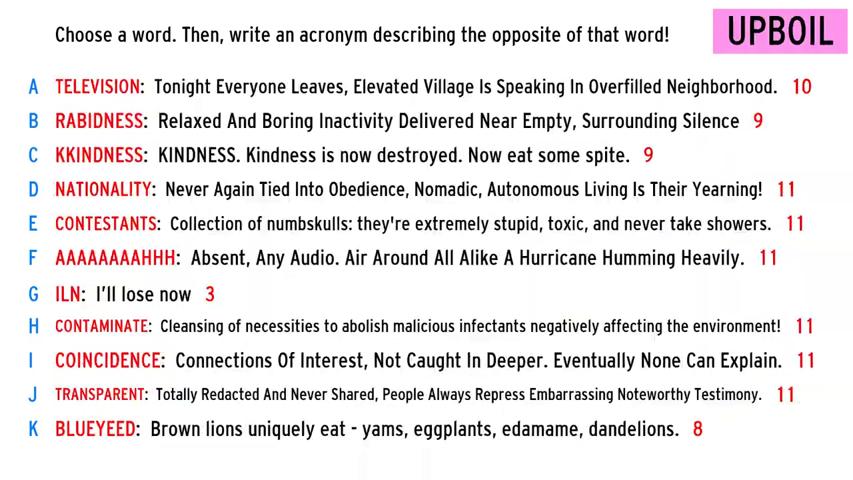 Choose a word. Then, write an acronym describing the opposite of that word!
UPBOIL
A TELEVISION: Tonight Everyone Leaves, Elevated Village Is Speaking In Overfilled Neighborhood. 10
B RABIDNESS: Relaxed And Boring Inactivity Delivered Near Empty, Surrounding Silence 9
C KKINDNESS: KINDNESS. Kindness is now destroyed. Now eat some spite. 9
D NATIONALITY: Never Again Tied Into Obedience, Nomadic, Autonomous Living Is Their Yearning! 11
E CONTESTANTS: Collection of numbskulls: they're extremely stupid, toxic, and never take showers. 11
F AAAAAAAAHHH: Absent, Any Audio. Air Around All Alike A Hurricane Humming Heavily. 11
G ILN: I'll lose now 3
H CONTAMINATE: Cleansing of necessities to abolish malicious infectants negatively affecting the environment! 11
I COINCIDENCE: Connections Of Interest, Not Caught In Deeper. Eventually None Can Explain. 11
J TRANSPARENT: Totally Redacted And Never Shared, People Always Repress Embarrassing Noteworthy Testimony. 11
K BLUEYEED: Brown lions uniquely eat - yams, eggplants, edamame, dandelions. 8